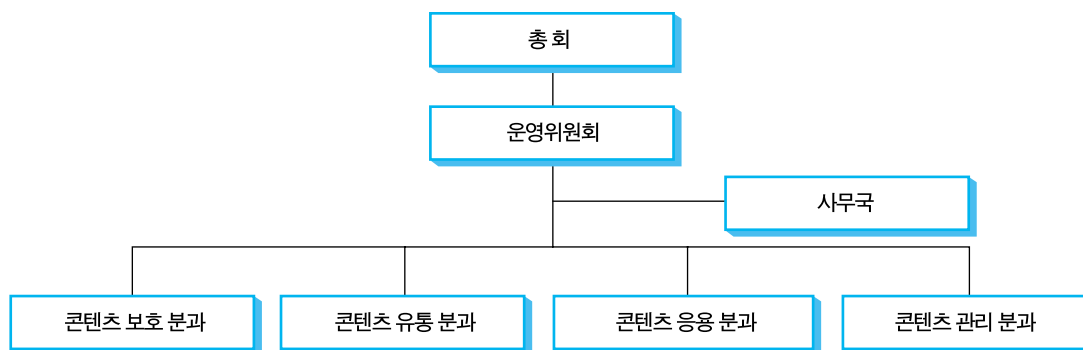 총 회
운영위원회
사무국
콘텐츠 보호 분과
콘텐츠 유통 분과
콘텐츠 응용 분과
콘텐츠 관리 분과